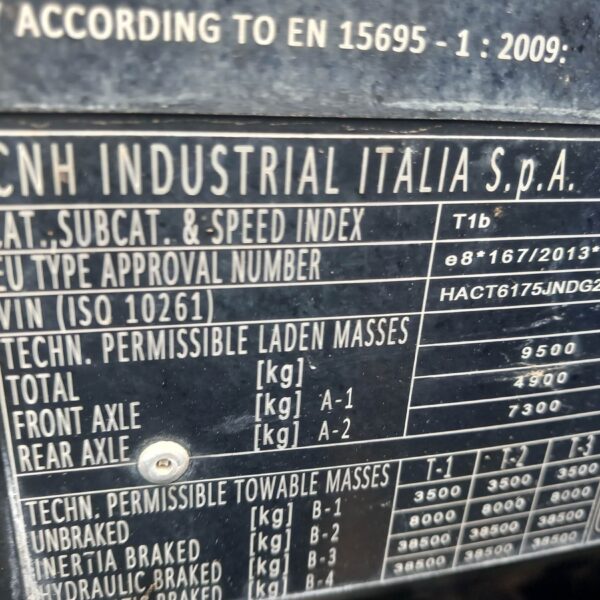 ACCORDING TO EN 15695 - 1 : 2009:
CNH INDUSTRIAL ITALIA S.p.A.
CAT.,SUBCAT. & SPEED INDEX T1b
EU TYPE APPROVAL NUMBER e8*167/2013*
VIN (ISO 10261) HACT6175JNDG2
TECHN. PERMISSIBLE LADEN MASSES
TOTAL [kg] 9500
FRONT AXLE [kg] A-1 4900
REAR AXLE [kg] A-2 7300
TECHN. PERMISSIBLE TOWABLE MASSES T-1 T-2 T-3
UNBRAKED [kg] B-1 3500 3500 3500
INERTIA BRAKED [kg] B-2 8000 8000 8000
HYDRAULIC BRAKED [kg] B-3 38500 38500 38500
BRAKED [kg] B-4 38500 38500 38500